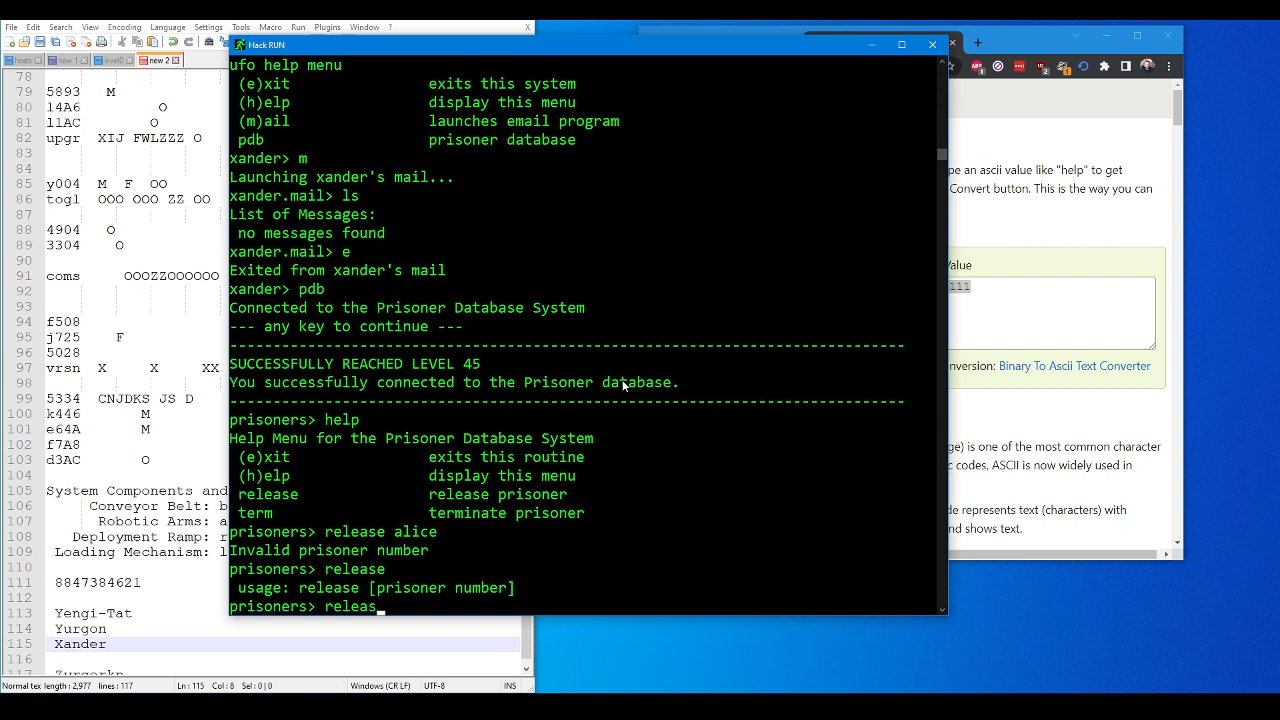 File Edit Search View Encoding Language Settings Tools Macro Run Plugins Window ? X
new 1 level0 new 2
78
79 5893 M
80 14A6 O
81 11AC O
82 upgr XIJ FWLZZZ O
83
84
85 y004 M F OO
86 togl OOO OOO ZZ OO
87
88 4904 O
89 3304 O
90
91 coms OOOZZOOOOOO
92
93
94 f508
95 j725 F
96 5028
97 vrsn X X XX
98
99 5334 CNJDKS JS D
100 k446 M
101 e64A M
102 f7A8
103 d3AC O
104
105 System Components and
106 Conveyor Belt: b
107 Robotic Arms: a
108 Deployment Ramp: r
109 Loading Mechanism: l
110
111 8847384621
112
113 Yengi-Tat
114 Yurgon
115 Xander
116
117 Zurgorkn
Normal tex length : 2,977 lines : 117 Ln : 115 Col : 8 Sel : 0 | 0 Windows (CR LF) UTF-8 INS
Hack RUN
ufo help menu
(e)xit exits this system
(h)elp display this menu
(m)ail launches email program
pdb prisoner database
xander> m
Launching xander's mail...
xander.mail> ls
List of Messages:
no messages found
xander.mail> e
Exited from xander's mail
xander> pdb
Connected to the Prisoner Database System
--- any key to continue ---
------------------------------------------------------------------------------
SUCCESSFULLY REACHED LEVEL 45
You successfully connected to the Prisoner database.
------------------------------------------------------------------------------
prisoners> help
Help Menu for the Prisoner Database System
(e)xit exits this routine
(h)elp display this menu
release release prisoner
term terminate prisoner
prisoners> release alice
Invalid prisoner number
prisoners> release
usage: release [prisoner number]
prisoners> releas_
pe an ascii value like "help" to get
Convert button. This is the way you can
Value
111
nversion: Binary To Ascii Text Converter
ge) is one of the most common character
c codes, ASCII is now widely used in
de represents text (characters) with
and shows text.